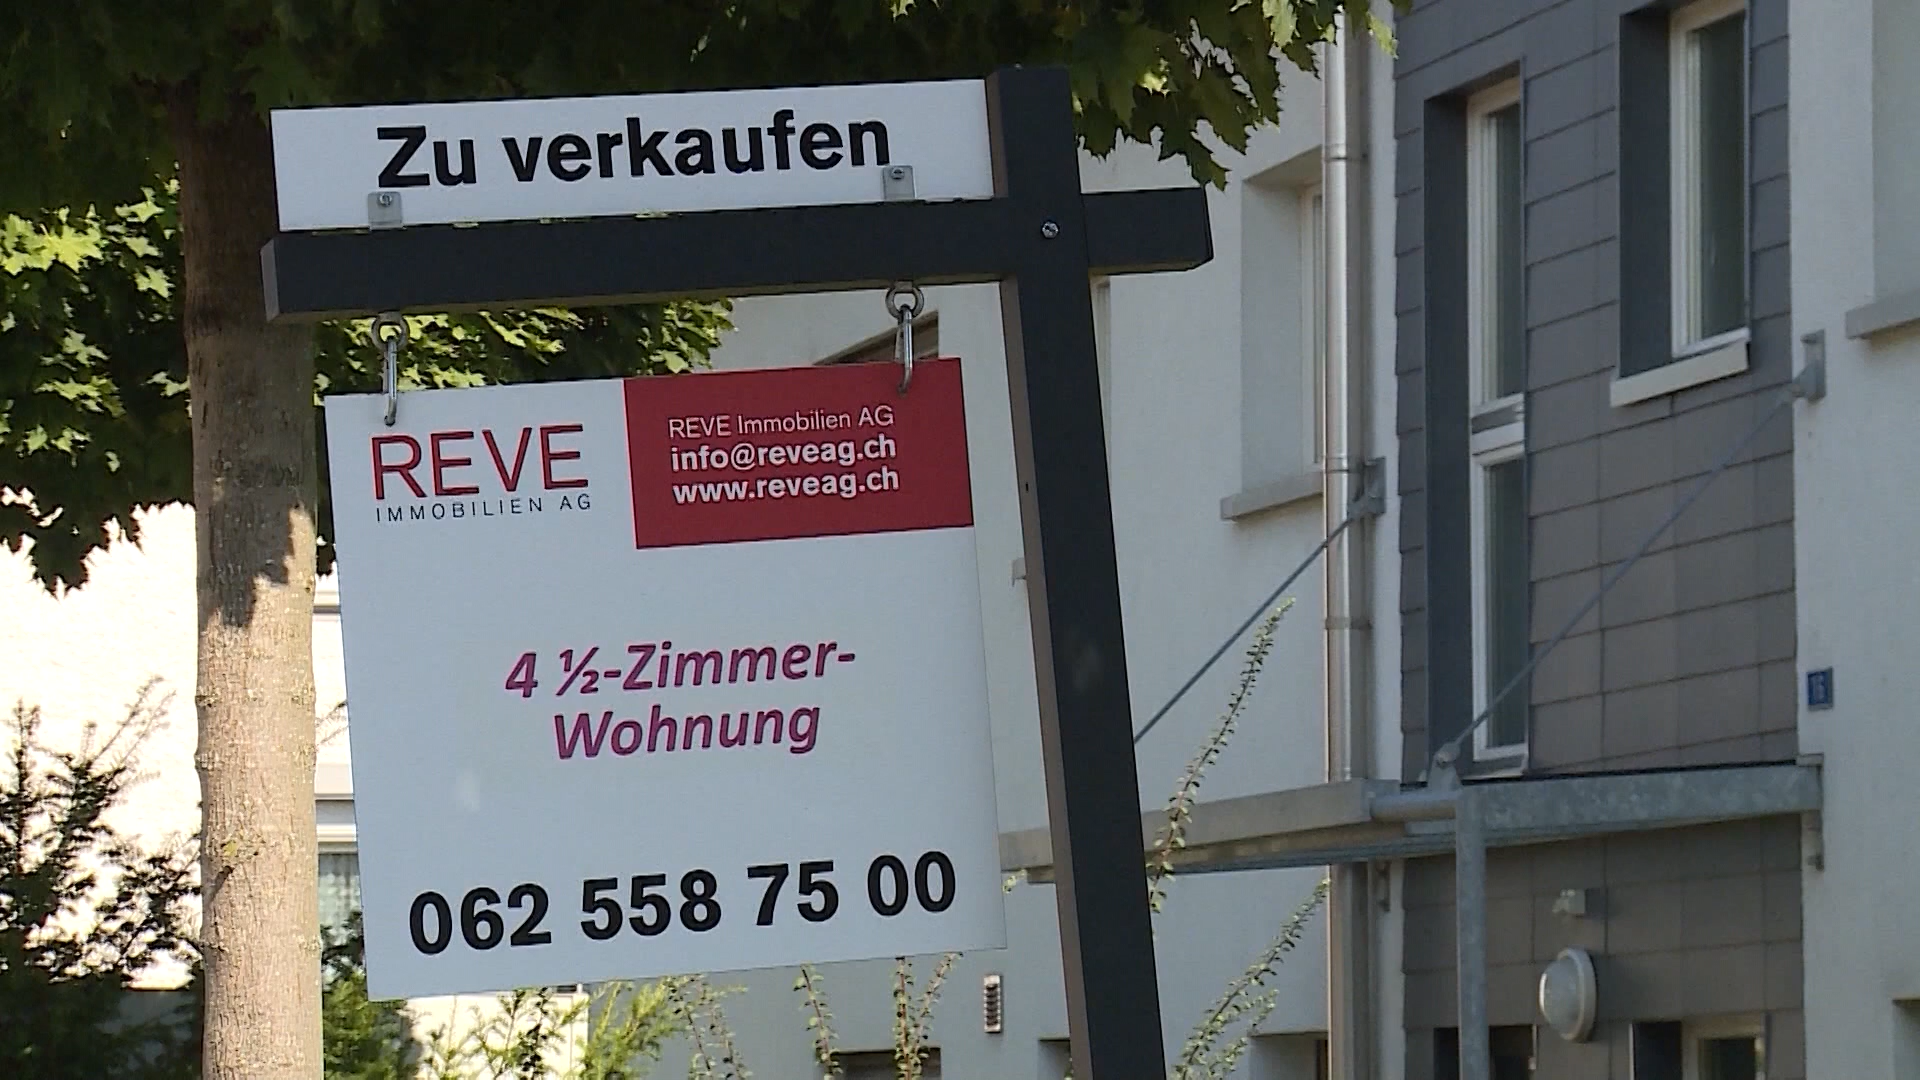 Zu verkaufen
REVE
IMMOBILIEN AG
REVE Immobilien AG
info@reveag.ch
www.reveag.ch
4 ½-Zimmer-
Wohnung
062 558 75 00